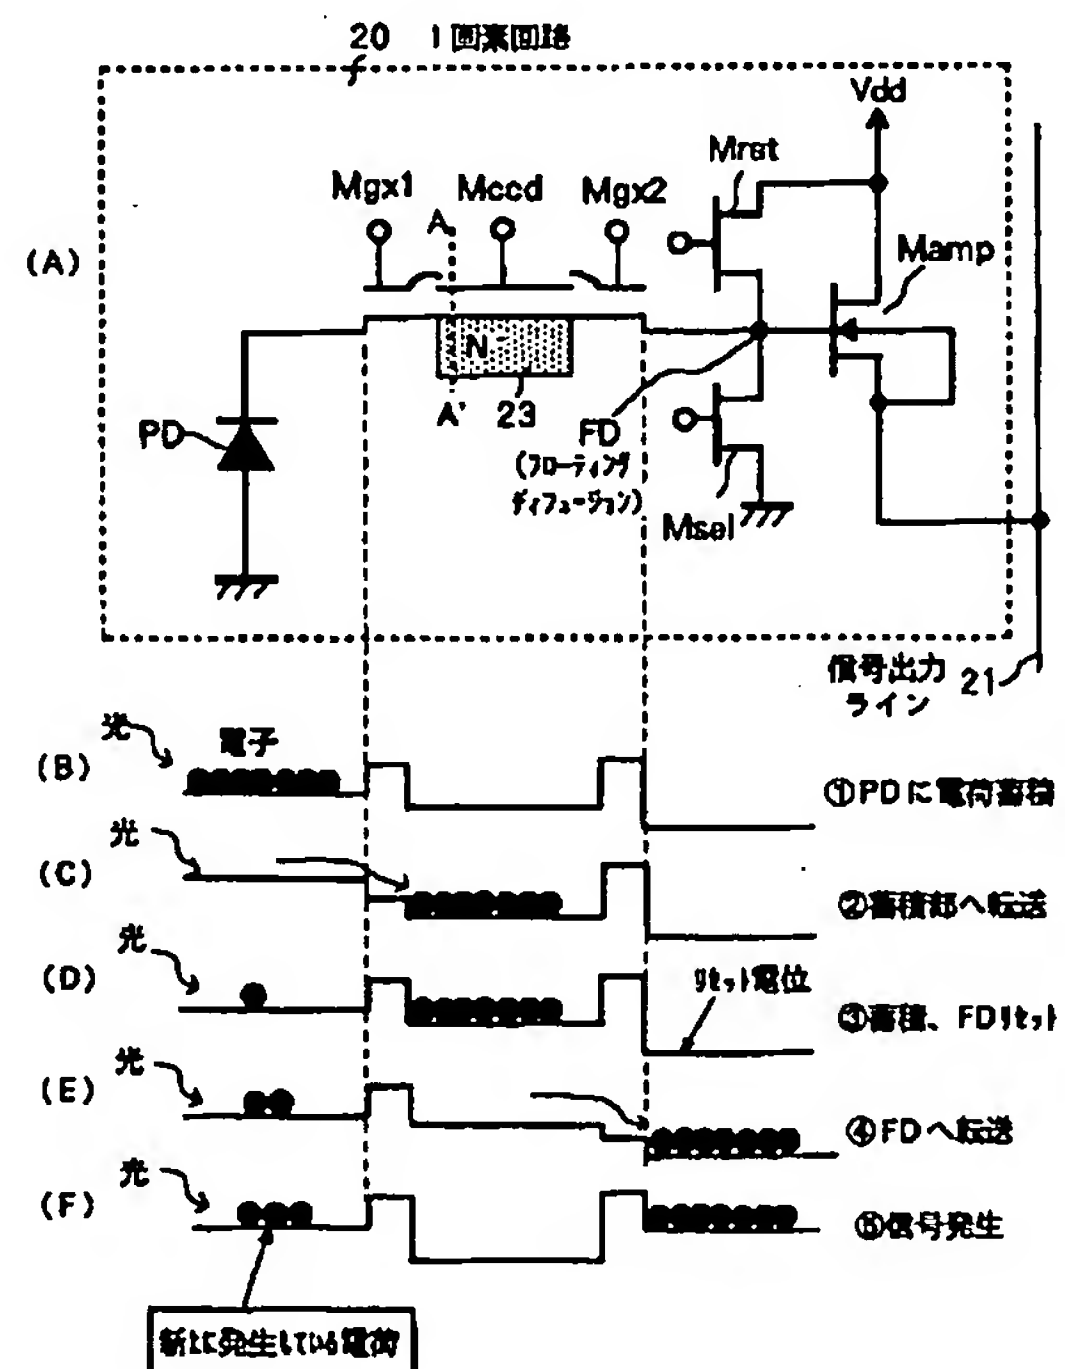 20 1画素回路
Vdd
Mrst
Mgx1 Mccd Mgx2
A
(A)
Mamp
N⁻
PD
A' 23
FD
(フローティング
ディフュージョン)
Msel
信号出力
ライン
21
(B)
光
電子
①PDに電荷蓄積
(C)
光
②蓄積部へ転送
(D)
光
リセット電位
③蓄積、FDリセット
(E)
光
④FDへ転送
(F)
光
⑤信号発生
新たに発生している電荷